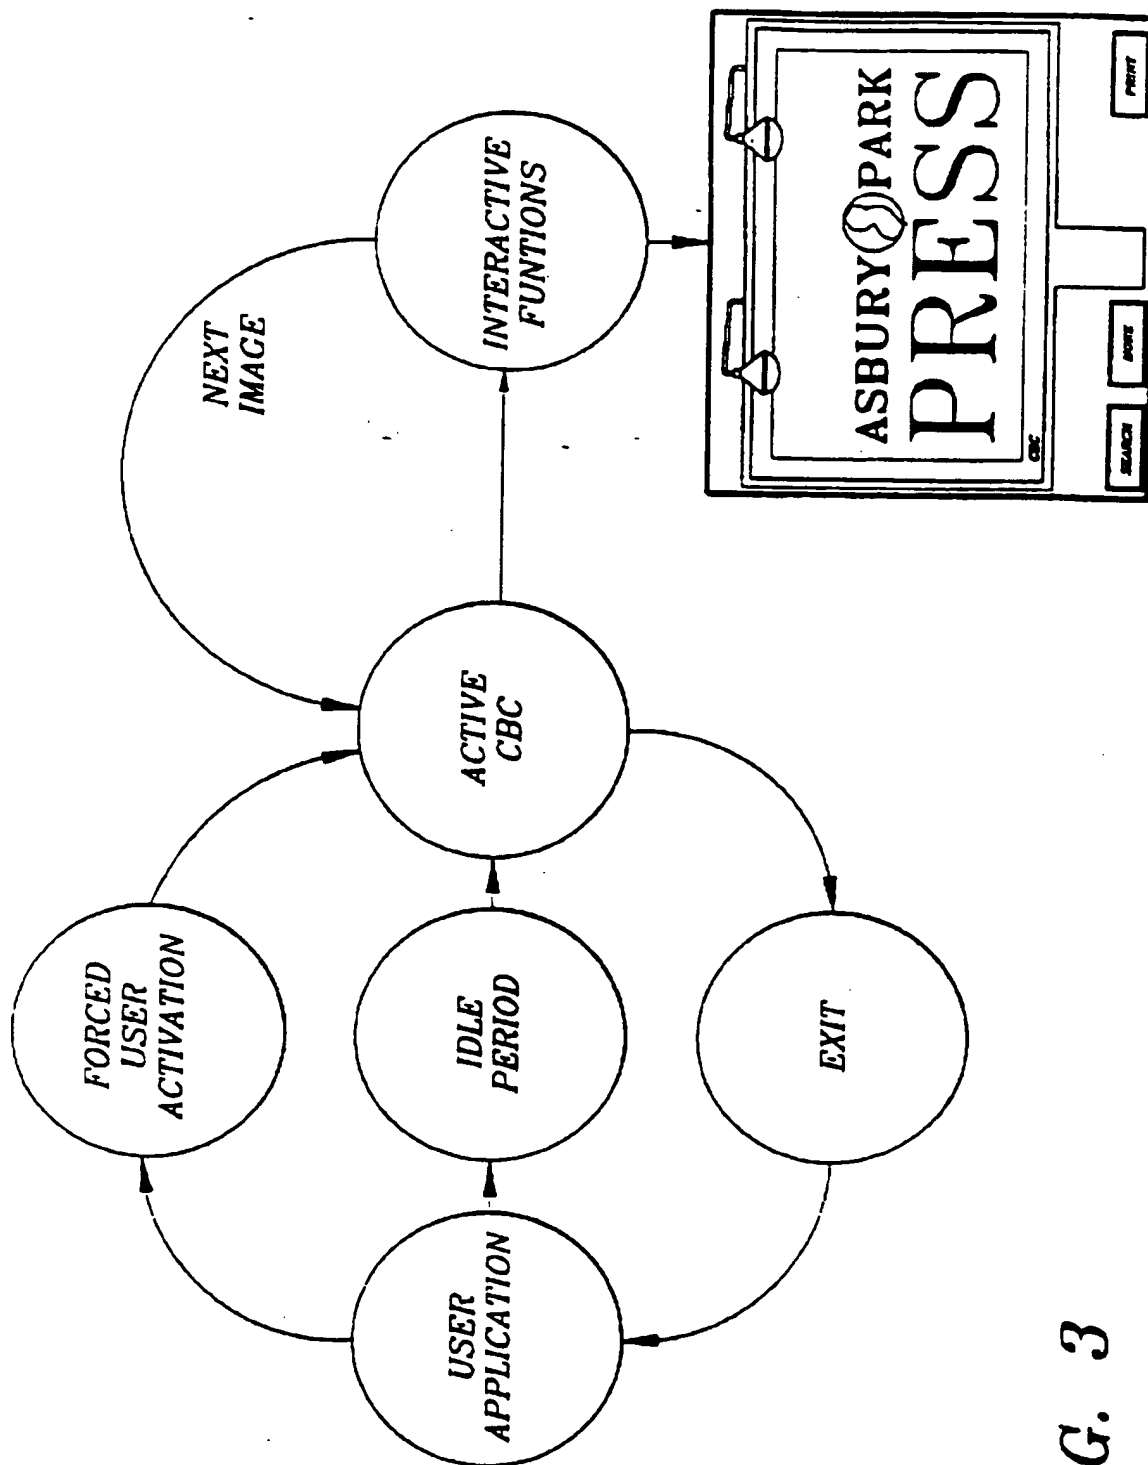 FORCED
USER
ACTIVATION
NEXT
IMAGE
USER
APPLICATION
IDLE
PERIOD
ACTIVE
CBC
INTERACTIVE
FUNTIONS
EXIT
ASBURY PARK
PRESS
CBC
SEARCH
MORE
PRINT
G. 3